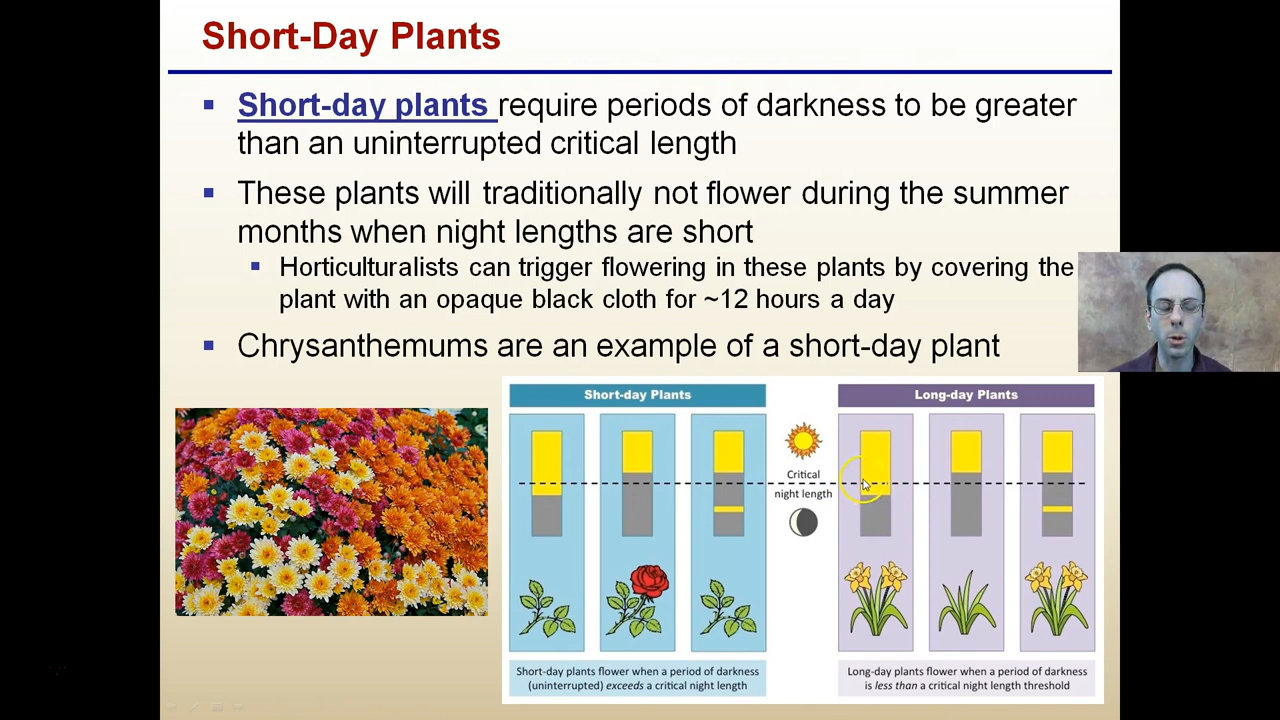 Short-Day Plants
Short-day plants require periods of darkness to be greater
than an uninterrupted critical length
These plants will traditionally not flower during the summer
months when night lengths are short
Horticulturalists can trigger flowering in these plants by covering the
plant with an opaque black cloth for ~12 hours a day
Chrysanthemums are an example of a short-day plant
Short-day Plants
Critical
night length
Long-day Plants
Short-day plants flower when a period of darkness
(uninterrupted) exceeds a critical night length
Long-day plants flower when a period of darkness
is less than a critical night length threshold